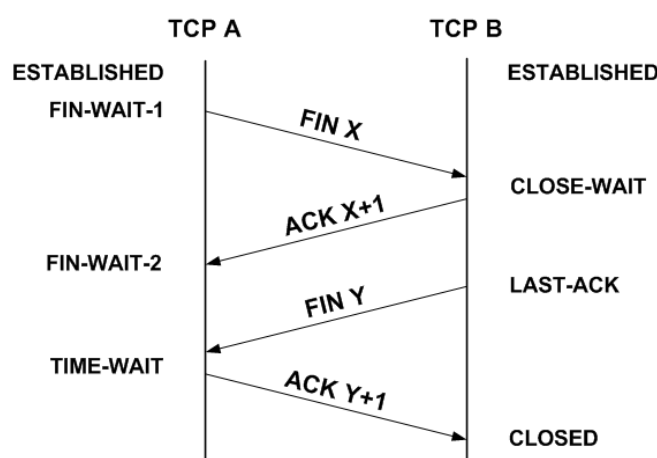 TCP A
TCP B
ESTABLISHED
ESTABLISHED
FIN-WAIT-1
FIN X
CLOSE-WAIT
ACK X+1
FIN-WAIT-2
LAST-ACK
FIN Y
TIME-WAIT
ACK Y+1
CLOSED